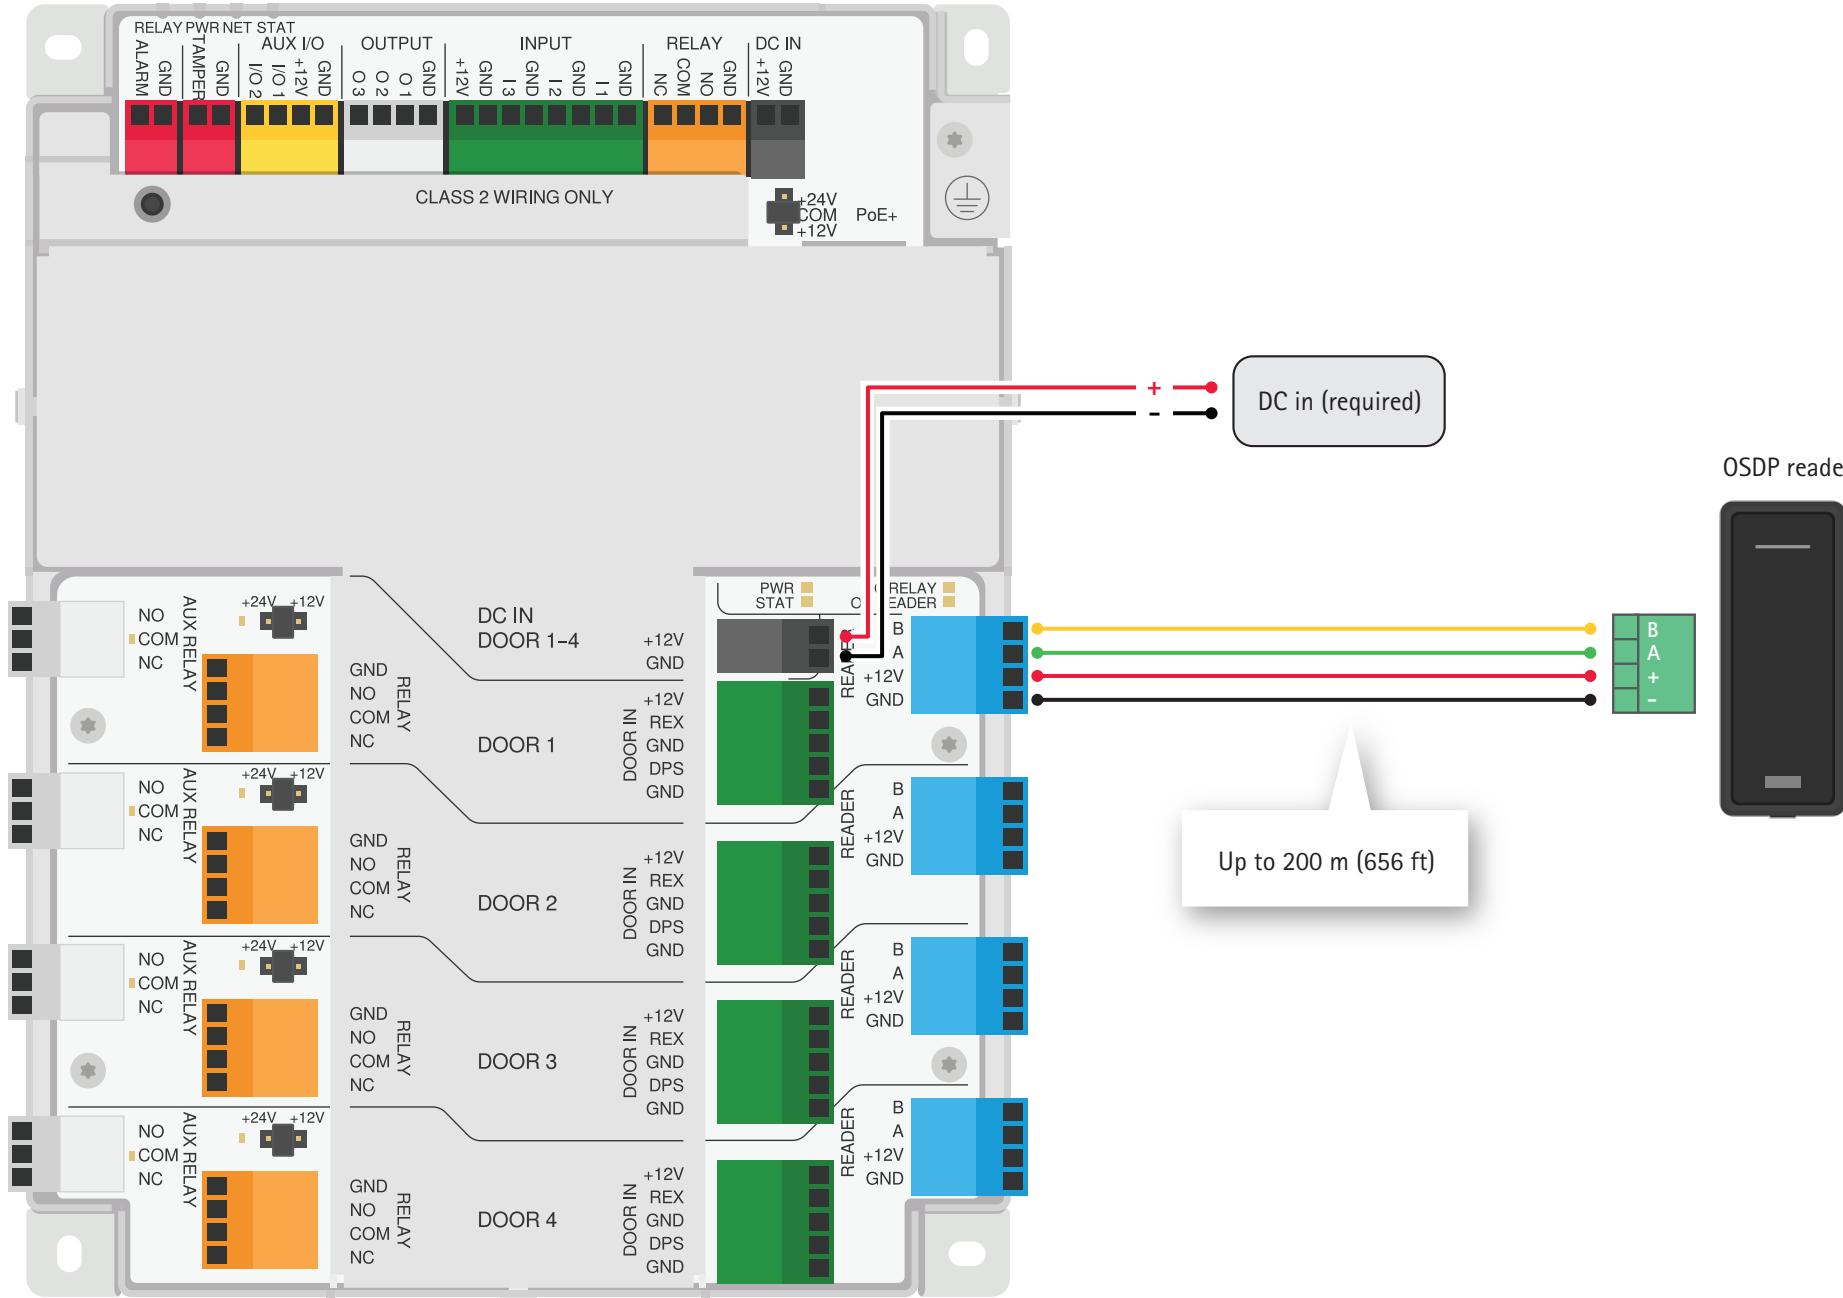 RELAY PWR NET STAT
AUX I/O OUTPUT INPUT RELAY DC IN
ALARM GND TAMPER GND I/O 2 I/O 1 +12V GND O 3 O 2 O 1 GND +12V GND I 3 GND I 2 GND I 1 GND NC COM NO GND +12V GND
CLASS 2 WIRING ONLY
+24V
COM PoE+
+12V
+
-
DC in (required)
OSDP reade
PWR RELAY
STAT
DC IN
DOOR 1–4
+12V
GND
NO
COM
NC
AUX RELAY
+24V +12V
GND
NO
COM
NC
RELAY
DOOR 1
DOOR IN
+12V
REX
GND
DPS
GND
B
A
+12V
GND
B
A
+
-
Up to 200 m (656 ft)
NO
COM
NC
AUX RELAY
+24V +12V
GND
NO
COM
NC
RELAY
DOOR 2
DOOR IN
+12V
REX
GND
DPS
GND
READER
B
A
+12V
GND
NO
COM
NC
AUX RELAY
+24V +12V
GND
NO
COM
NC
RELAY
DOOR 3
DOOR IN
+12V
REX
GND
DPS
GND
READER
B
A
+12V
GND
NO
COM
NC
AUX RELAY
+24V +12V
GND
NO
COM
NC
RELAY
DOOR 4
DOOR IN
+12V
REX
GND
DPS
GND
READER
B
A
+12V
GND